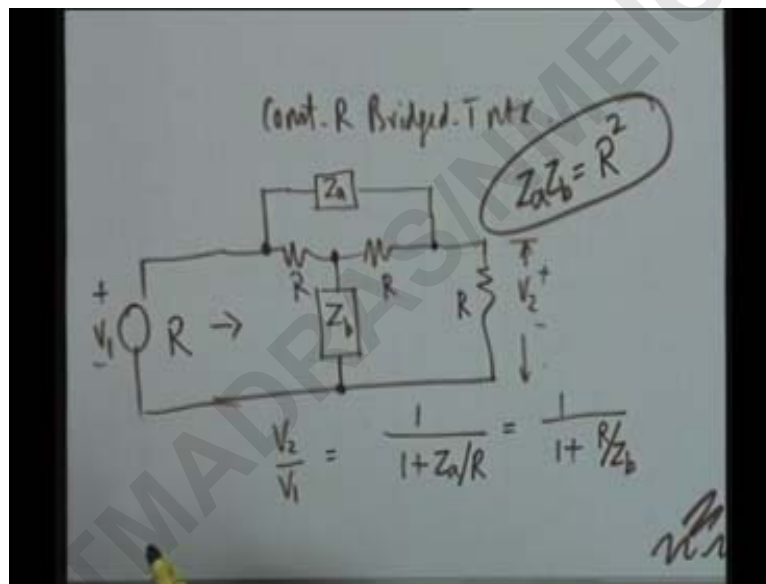 Const. R Bridged. T ntk.
ZaZb = R²
Za
R
R
Zb
R
+
V1
-
R →
V2
+
-
V2/V1 = 1/(1+Za/R) = 1/(1+R/Zb)